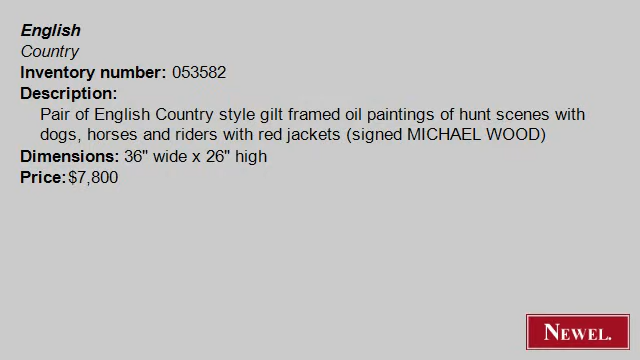 English
Country
Inventory number: 053582
Description:
Pair of English Country style gilt framed oil paintings of hunt scenes with
dogs, horses and riders with red jackets (signed MICHAEL WOOD)
Dimensions: 36" wide x 26" high
Price:$7,800
NEWEL.